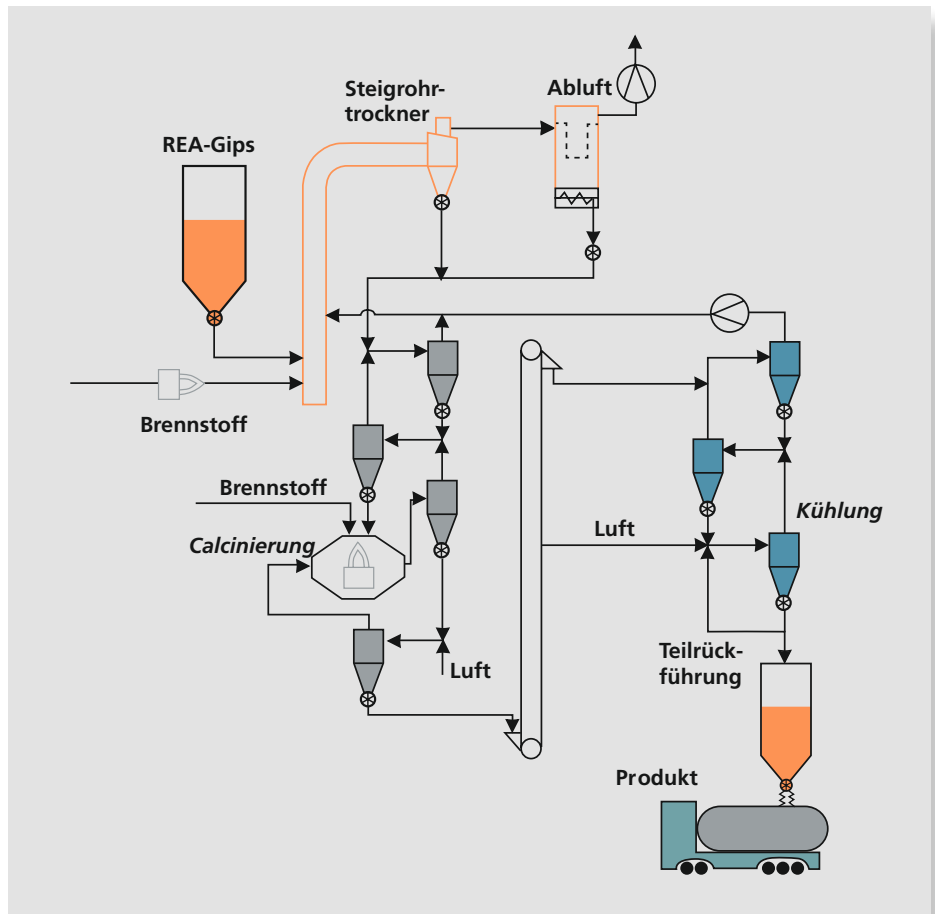 Steigrohr-
trockner
Abluft
REA-Gips
Brennstoff
Brennstoff
Calcinierung
Luft
Kühlung
Luft
Teilrück-
führung
Produkt